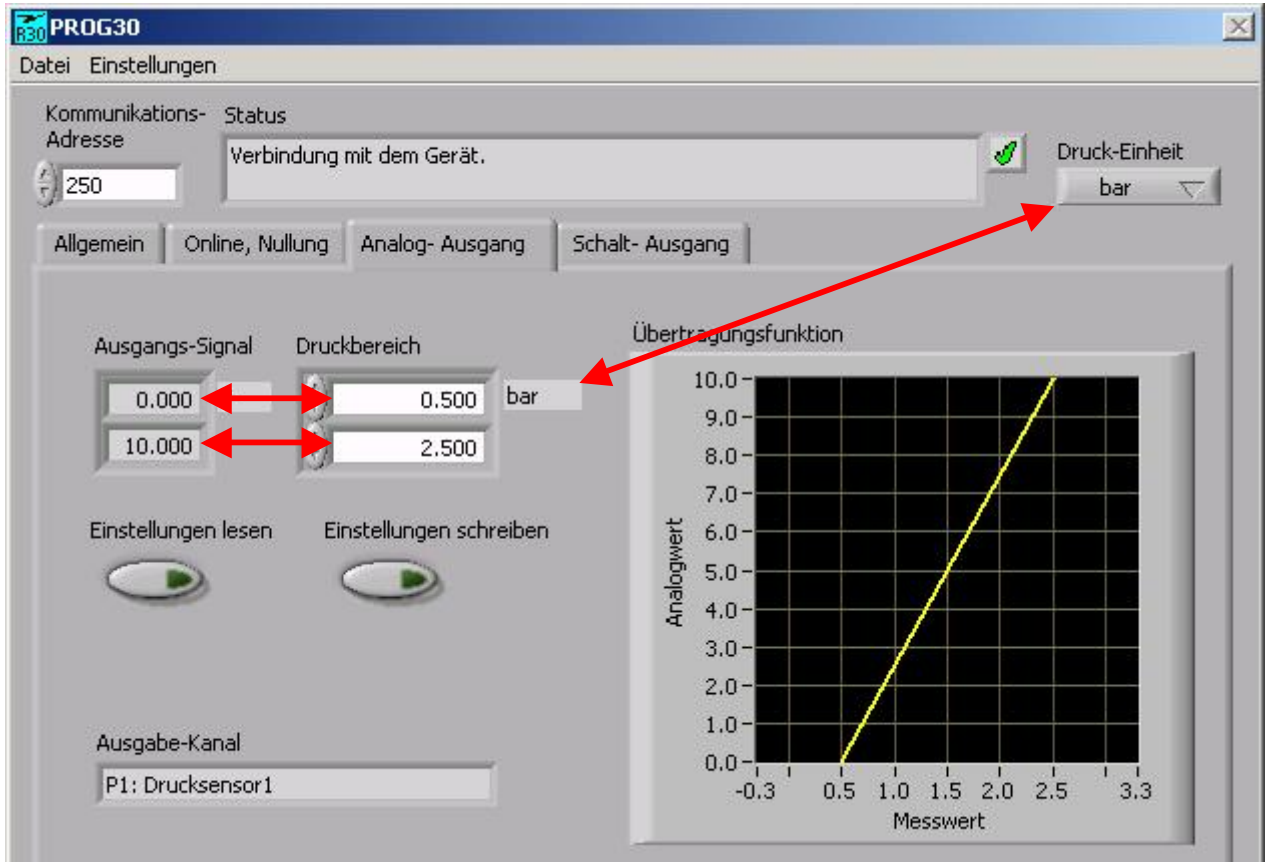 R30 PROG30
Datei Einstellungen
Kommunikations-
Adresse
250
Status
Verbindung mit dem Gerät.
Druck-Einheit
bar
Allgemein
Online, Nullung
Analog- Ausgang
Schalt- Ausgang
Ausgangs-Signal
0.000
10.000
Druckbereich
0.500
bar
2.500
Einstellungen lesen
Einstellungen schreiben
Ausgabe-Kanal
P1: Drucksensor1
Übertragungsfunktion
Analogwert
10.0
9.0
8.0
7.0
6.0
5.0
4.0
3.0
2.0
1.0
0.0
-0.3 0.5 1.0 1.5 2.0 2.5 3.3
Messwert